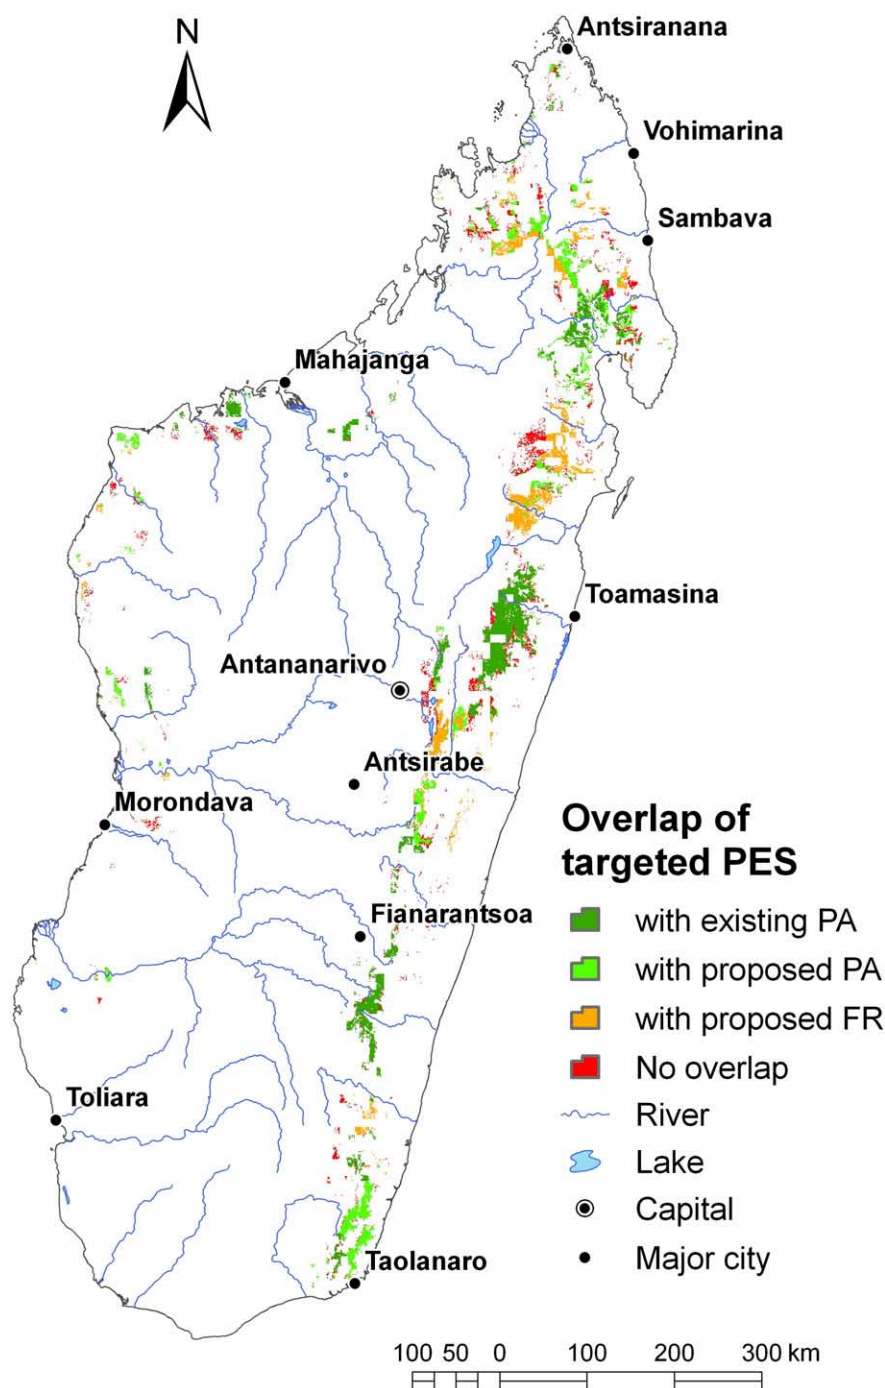 N
Antsiranana
Vohimarina
Sambava
Mahajanga
Toamasina
Antananarivo
Antsirabe
Morondava
Fianarantsoa
Toliara
Taolanaro
Overlap of
targeted PES
with existing PA
with proposed PA
with proposed FR
No overlap
River
Lake
Capital
Major city
100 50 0 100 200 300 km